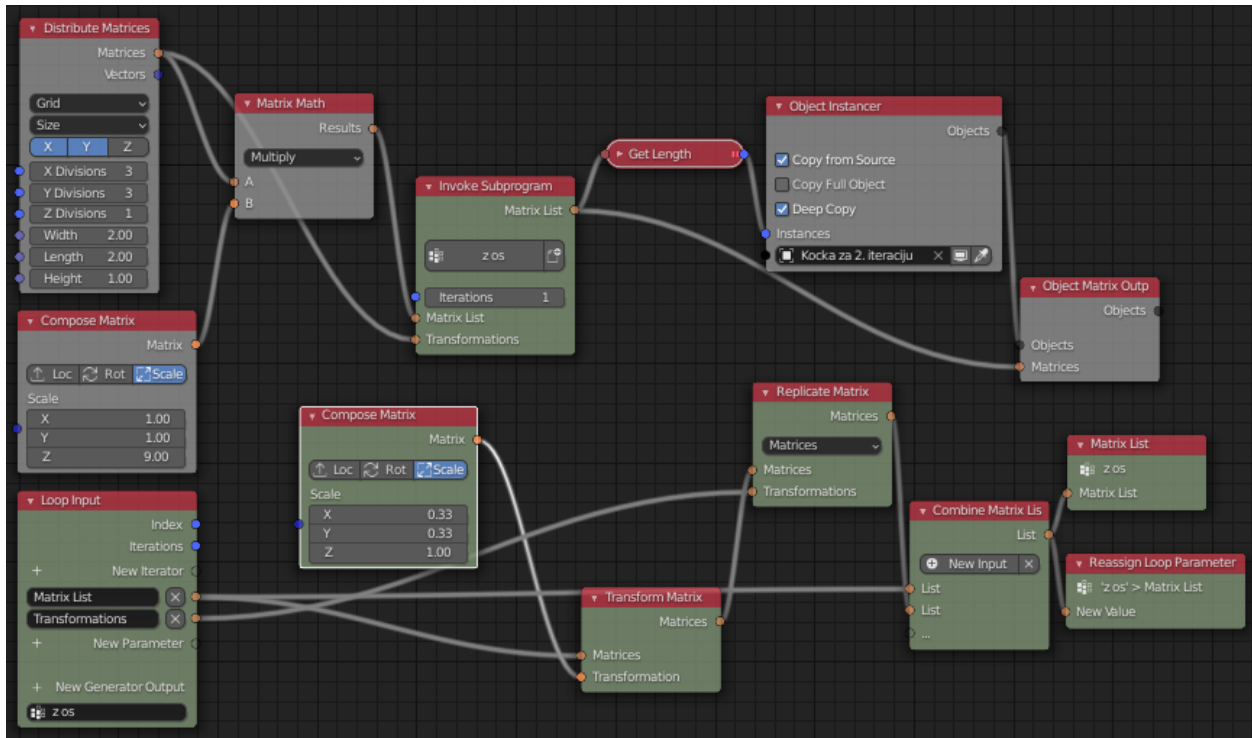 Distribute Matrices
Matrices
Vectors
Grid
Size
X Y Z
X Divisions 3
Y Divisions 3
Z Divisions 1
Width 2.00
Length 2.00
Height 1.00
Matrix Math
Results
Multiply
A
B
Invoke Subprogram
Matrix List
z os
Iterations 1
Matrix List
Transformations
Get Length
Object Instancer
Objects
Copy from Source
Copy Full Object
Deep Copy
Instances
Kocka za 2. iteraciju
Object Matrix Outp
Objects
Objects
Matrices
Compose Matrix
Matrix
Loc Rot Scale
Scale
X 1.00
Y 1.00
Z 9.00
Compose Matrix
Matrix
Loc Rot Scale
Scale
X 0.33
Y 0.33
Z 1.00
Loop Input
Index
Iterations
New Iterator
Matrix List
Transformations
New Parameter
New Generator Output
z os
Transform Matrix
Matrices
Matrices
Transformation
Replicate Matrix
Matrices
Matrices
Matrices
Transformations
Combine Matrix Lis
List
New Input
List
List
...
Matrix List
z os
Matrix List
Reassign Loop Parameter
'z os' > Matrix List
New Value